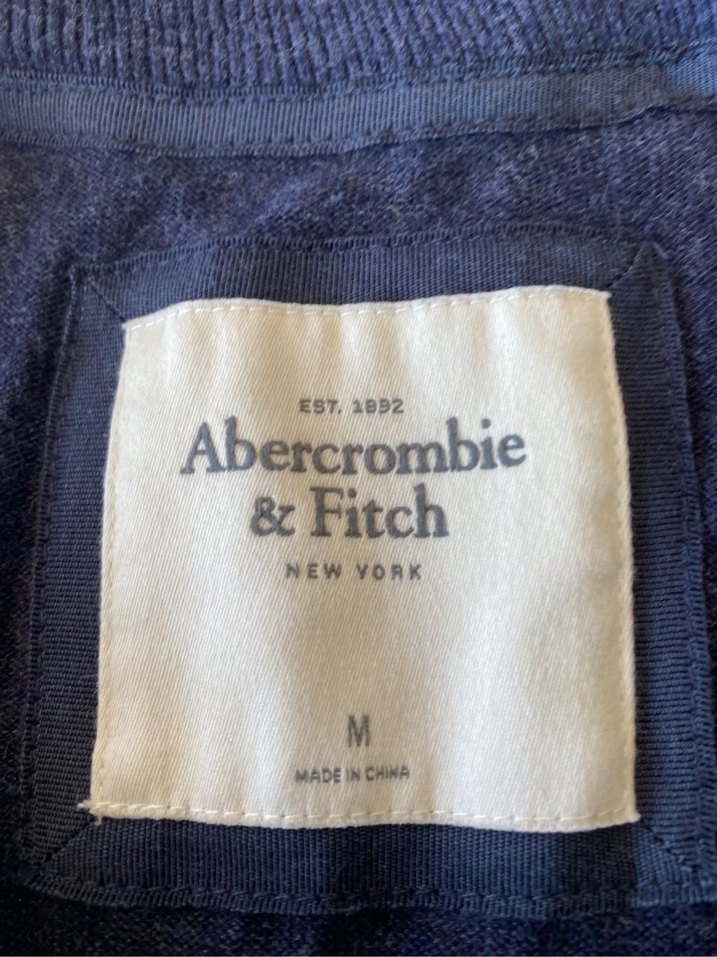 EST. 1892
Abercrombie
& Fitch
NEW YORK
M
MADE IN CHINA